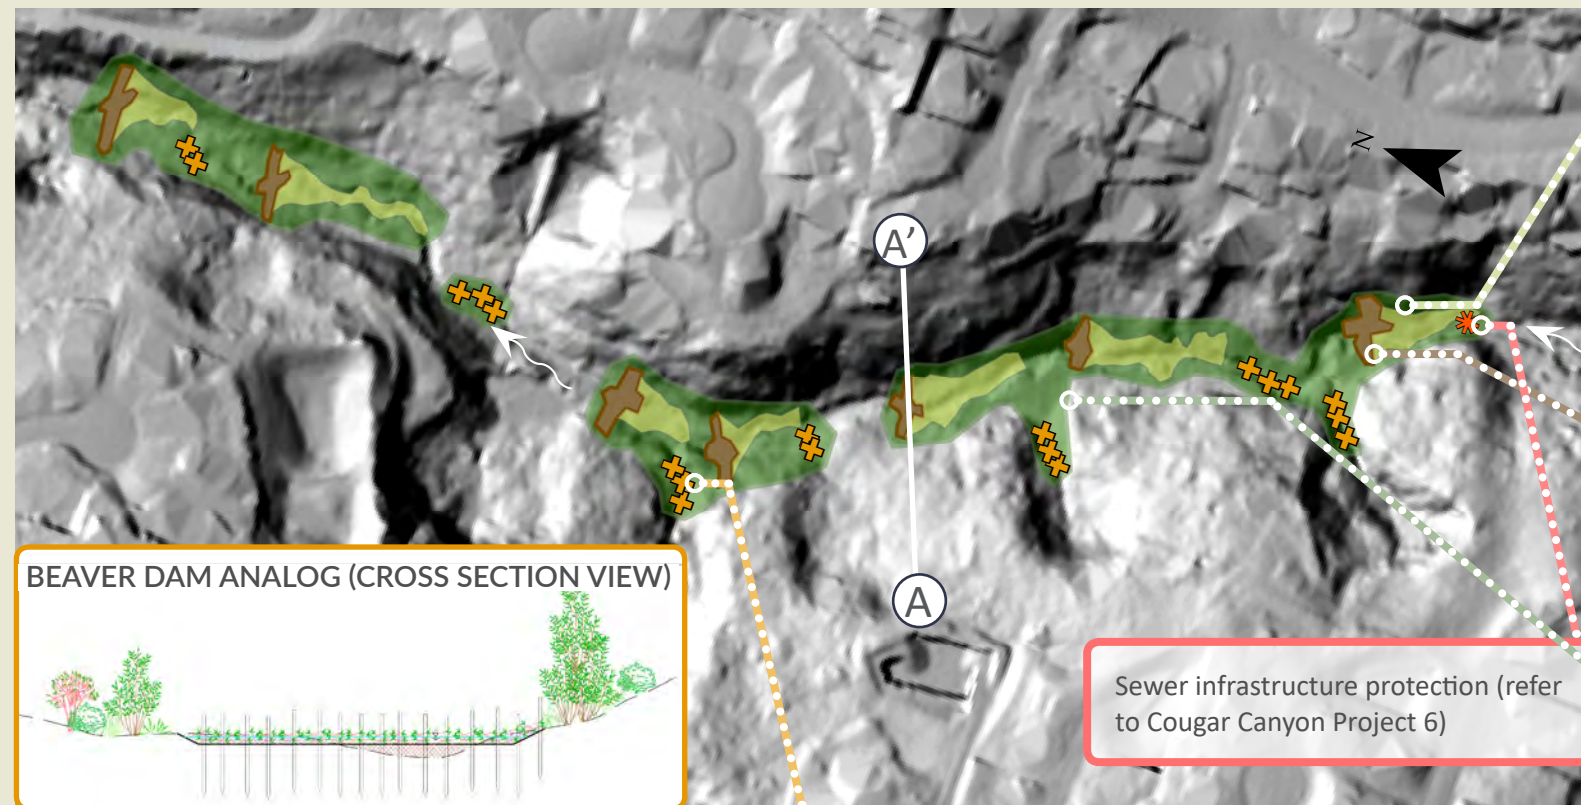 N
A’
A
BEAVER DAM ANALOG (CROSS SECTION VIEW)
Sewer infrastructure protection (refer
to Cougar Canyon Project 6)